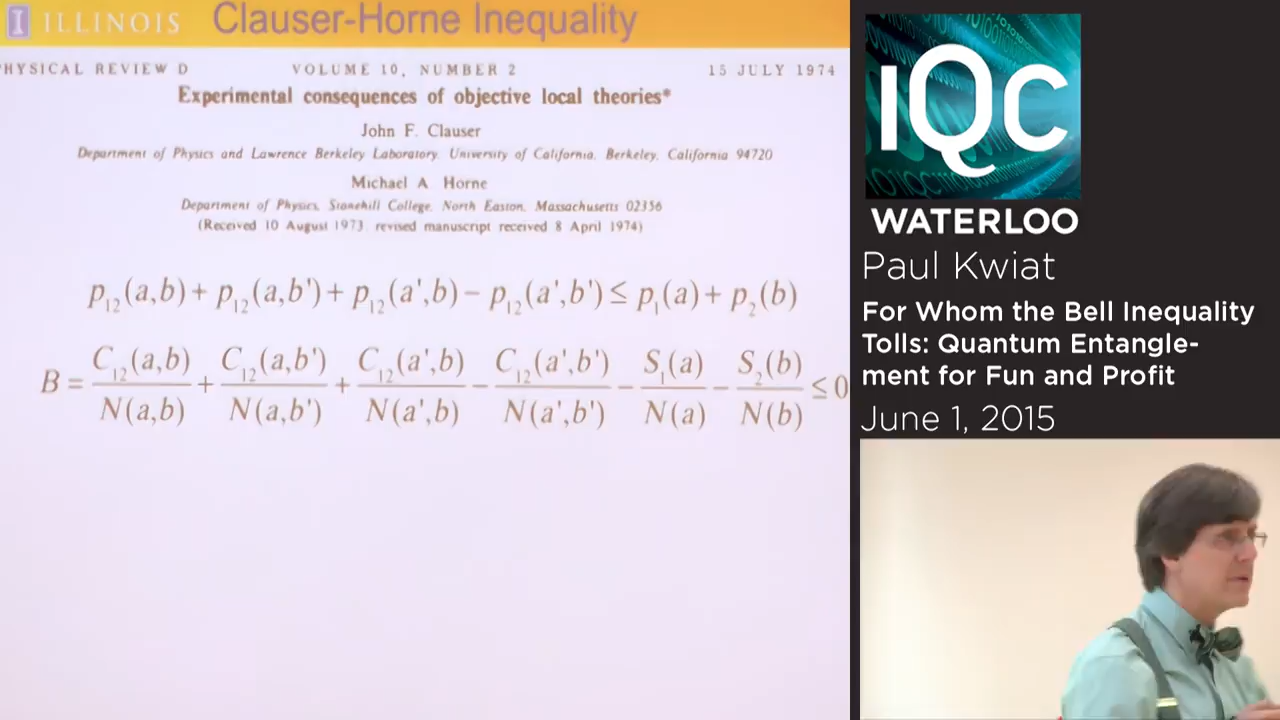 I ILLINOIS Clauser-Horne Inequality
HYSICAL REVIEW D VOLUME 10, NUMBER 2 15 JULY 1974
Experimental consequences of objective local theories*
John F. Clauser
Department of Physics and Lawrence Berkeley Laboratory, University of California, Berkeley, California 94720
Michael A Horne
Department of Physics, Stonehill College, North Easton, Massachusetts 02356
(Received 10 August 1973, revised manuscript received 8 April 1974)
p₁₂(a,b) + p₁₂(a,b') + p₁₂(a',b) − p₁₂(a',b') ≤ p₁(a) + p₂(b)
B = C₁₂(a,b)/N(a,b) + C₁₂(a,b')/N(a,b') + C₁₂(a',b)/N(a',b) − C₁₂(a',b')/N(a',b') − S₁(a)/N(a) − S₂(b)/N(b) ≤ 0
IQC
WATERLOO
Paul Kwiat
For Whom the Bell Inequality
Tolls: Quantum Entangle-
ment for Fun and Profit
June 1, 2015